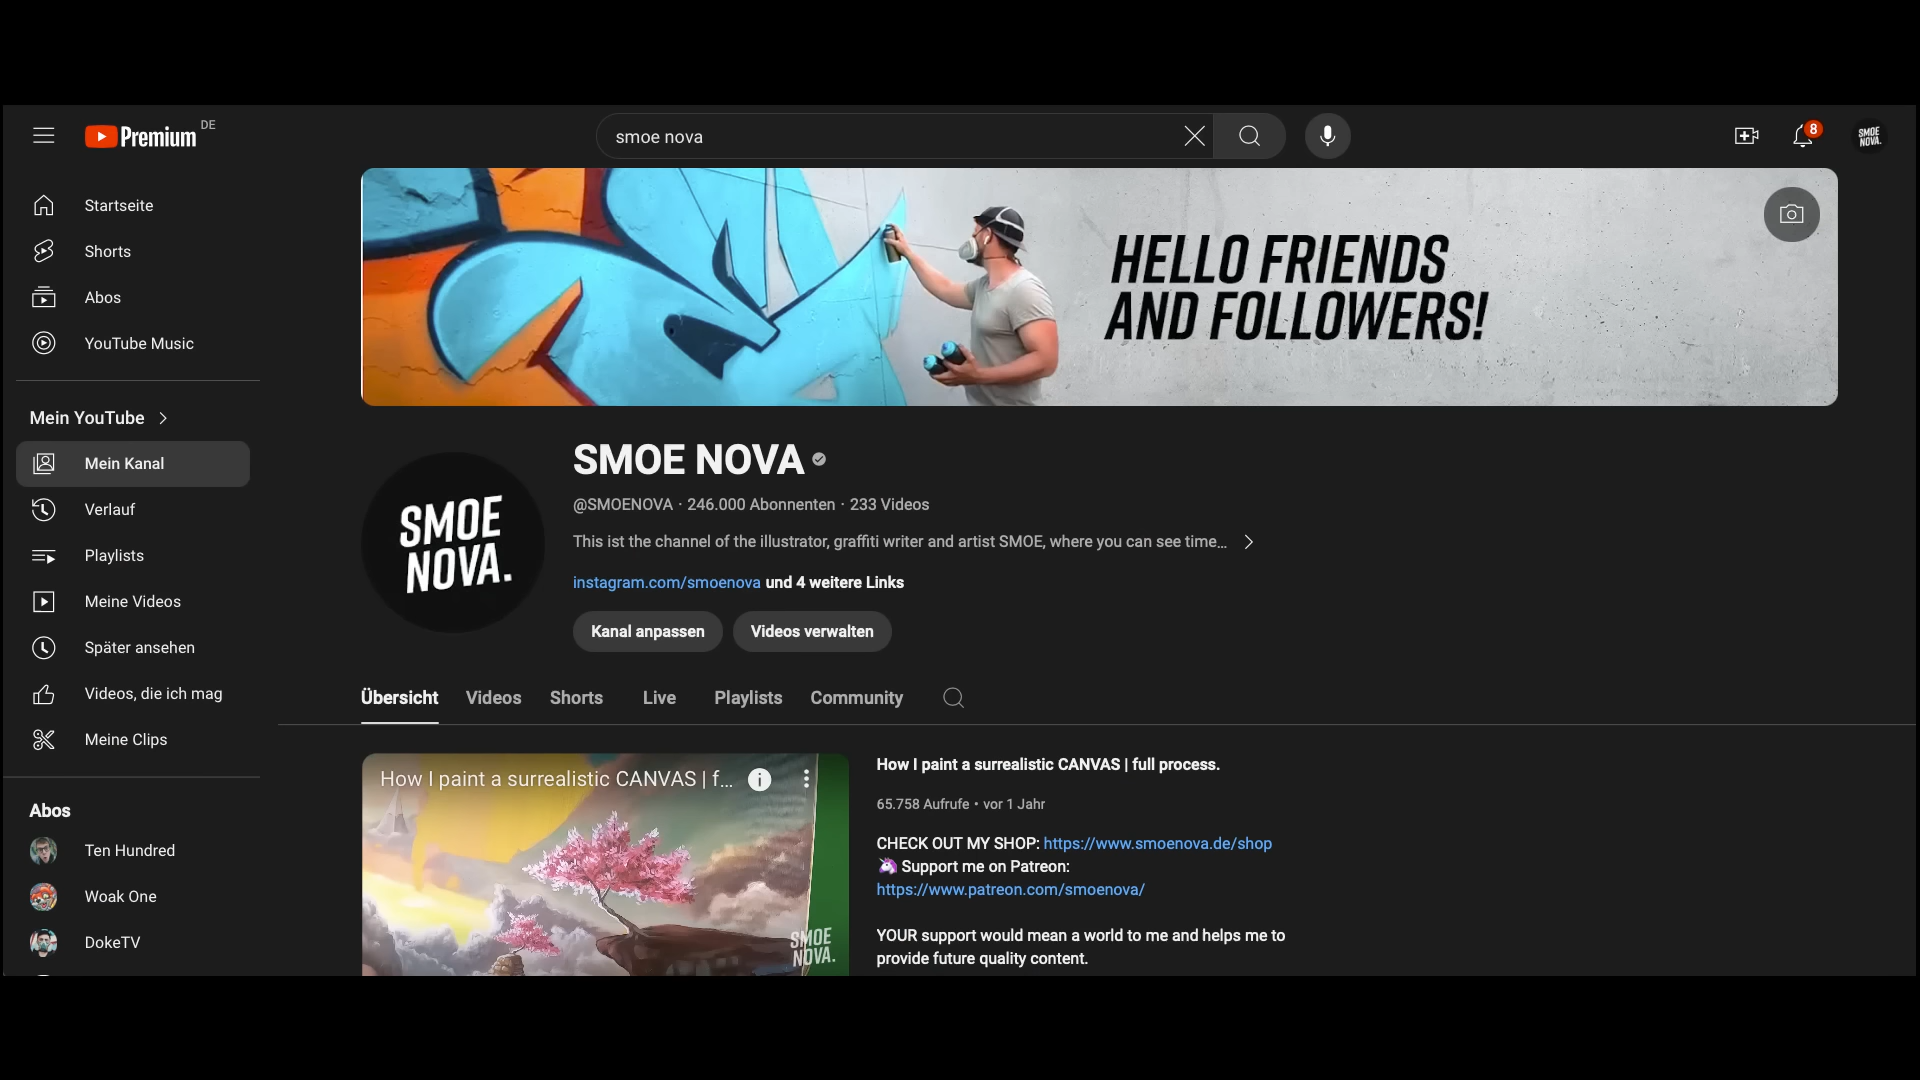 Premium DE
smoe nova
8
SMOE
NOVA.
Startseite
Shorts
Abos
YouTube Music
Mein YouTube
Mein Kanal
Verlauf
Playlists
Meine Videos
Später ansehen
Videos, die ich mag
Meine Clips
Abos
Ten Hundred
Woak One
DokeTV
HELLO FRIENDS
AND FOLLOWERS!
SMOE
NOVA.
SMOE NOVA
@SMOENOVA · 246.000 Abonnenten · 233 Videos
This ist the channel of the illustrator, graffiti writer and artist SMOE, where you can see time...
instagram.com/smoenova und 4 weitere Links
Kanal anpassen Videos verwalten
Übersicht Videos Shorts Live Playlists Community
How I paint a surrealistic CANVAS | f...
SMOE
NOVA.
How I paint a surrealistic CANVAS | full process.
65.758 Aufrufe • vor 1 Jahr
CHECK OUT MY SHOP: https://www.smoenova.de/shop
🦄 Support me on Patreon:
https://www.patreon.com/smoenova/
YOUR support would mean a world to me and helps me to
provide future quality content.